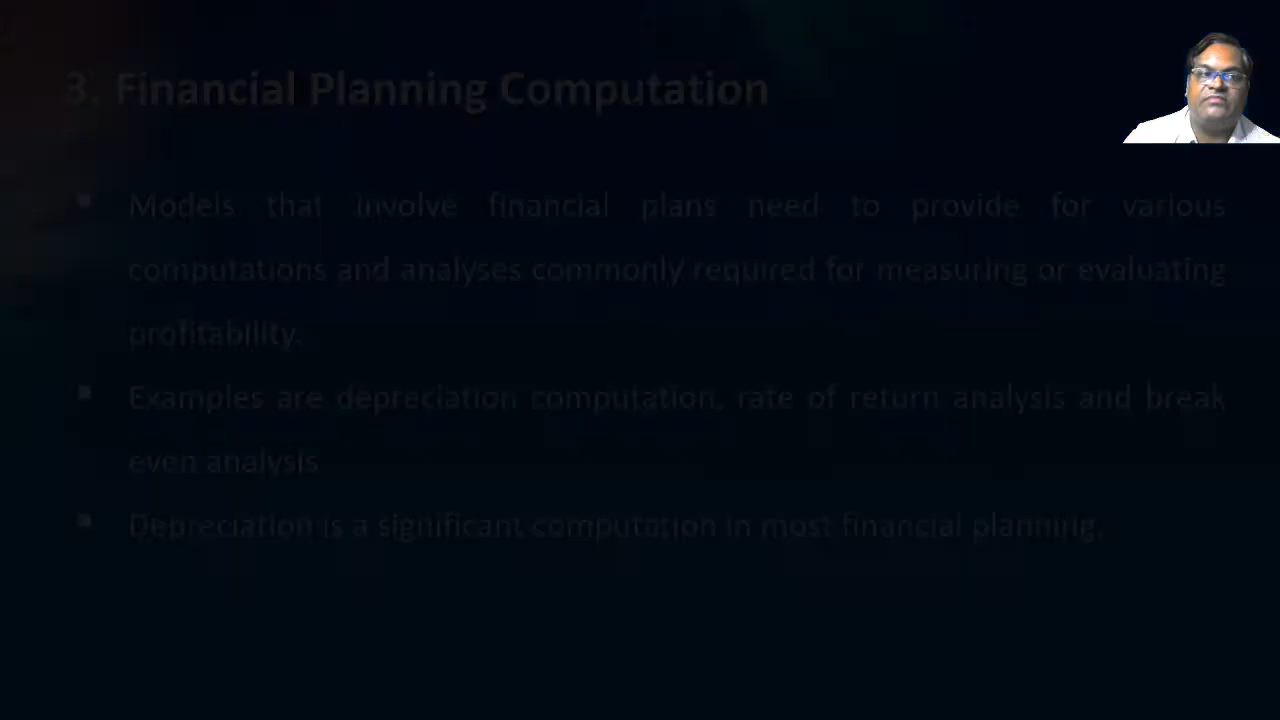 3. Financial Planning Computation
▪ Models that involve financial plans need to provide for various
computations and analyses commonly required for measuring or evaluating
profitability.
▪ Examples are depreciation computation, rate of return analysis and break
even analysis
▪ Depreciation is a significant computation in most financial planning.